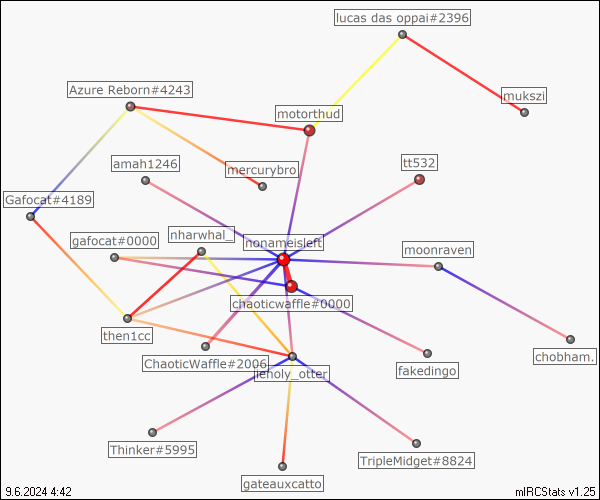 lucas das oppai#2396
Azure Reborn#4243
mukszi
motorthud
amah1246
mercurybro
tt532
Gafocat#4189
gafocat#0000
nharwhal_
nonameisleft
moonraven
chaoticwaffle#0000
then1cc
ChaoticWaffle#2006
fakedingo
chobham.
leholy_otter
Thinker#5995
TripleMidget#8824
gateauxcatto
9.6.2024 4:42
mIRCStats v1.25